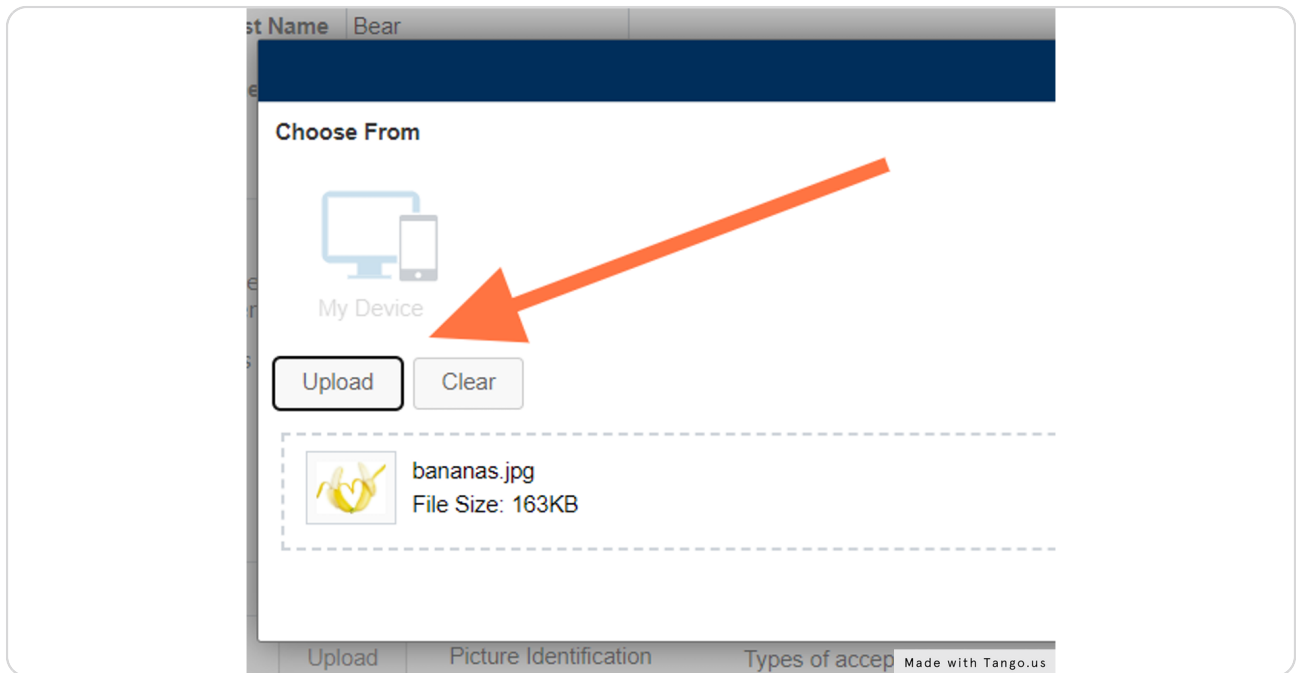 st Name Bear
Choose From
My Device
Upload Clear
bananas.jpg
File Size: 163KB
Upload Picture Identification Types of accep
Made with Tango.us